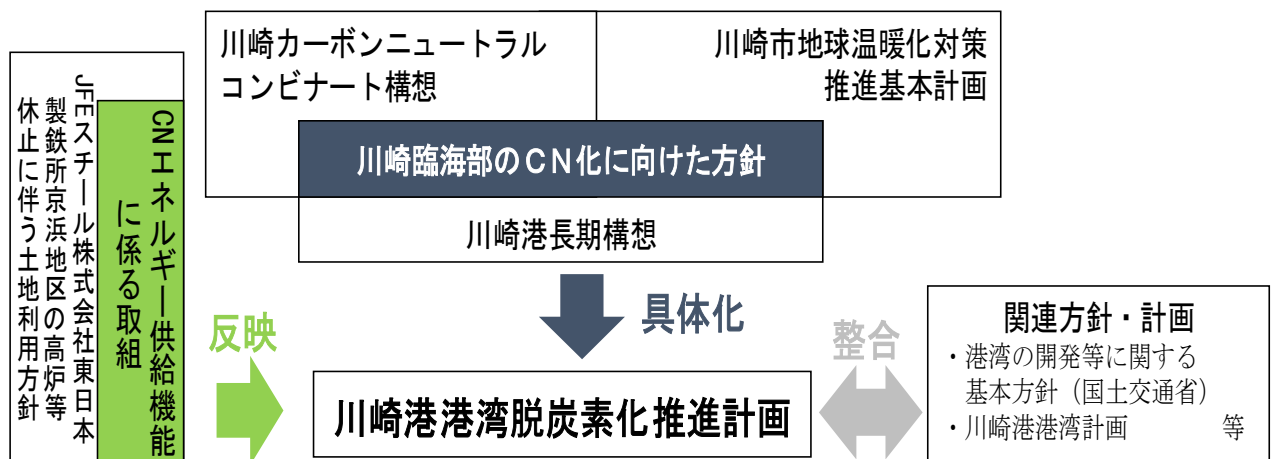 川崎カーボンニュートラル
コンビナート構想
川崎市地球温暖化対策
推進基本計画
川崎臨海部のＣＮ化に向けた方針
川崎港長期構想
JFEスチール株式会社東日本
製鉄所京浜地区の高炉等
休止に伴う土地利用方針
CNエネルギー供給機能
に係る取組
反映
具体化
整合
川崎港港湾脱炭素化推進計画
関連方針・計画
・港湾の開発等に関する
基本方針（国土交通省）
・川崎港港湾計画　　　等